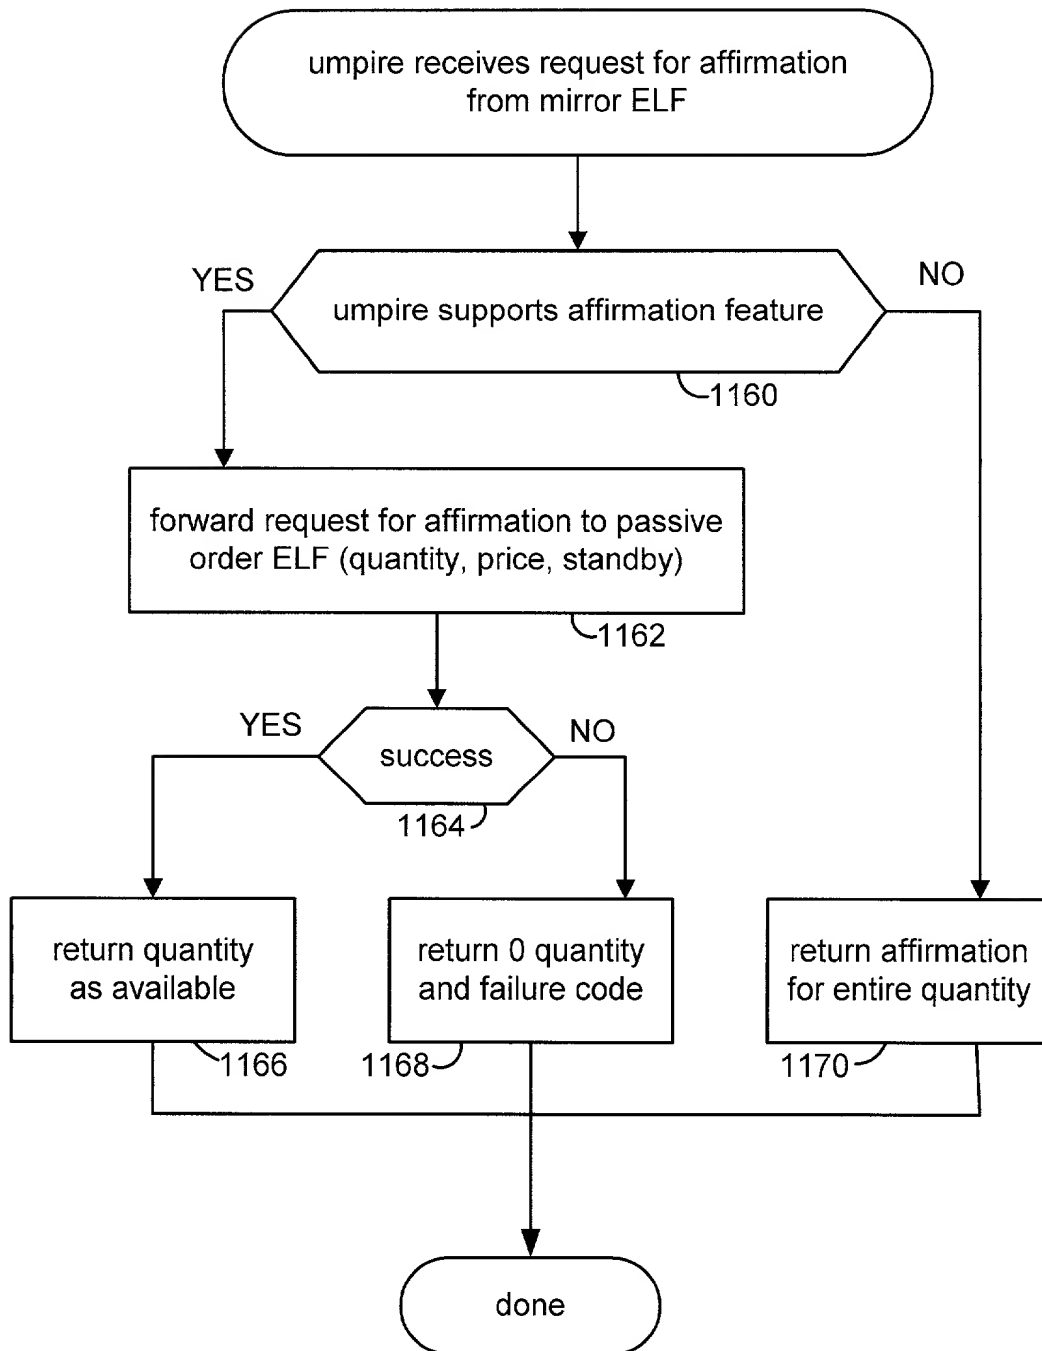 umpire receives request for affirmation
from mirror ELF
YES
NO
umpire supports affirmation feature
1160
forward request for affirmation to passive
order ELF (quantity, price, standby)
1162
YES
NO
success
1164
return quantity
as available
return 0 quantity
and failure code
return affirmation
for entire quantity
1166
1168
1170
done